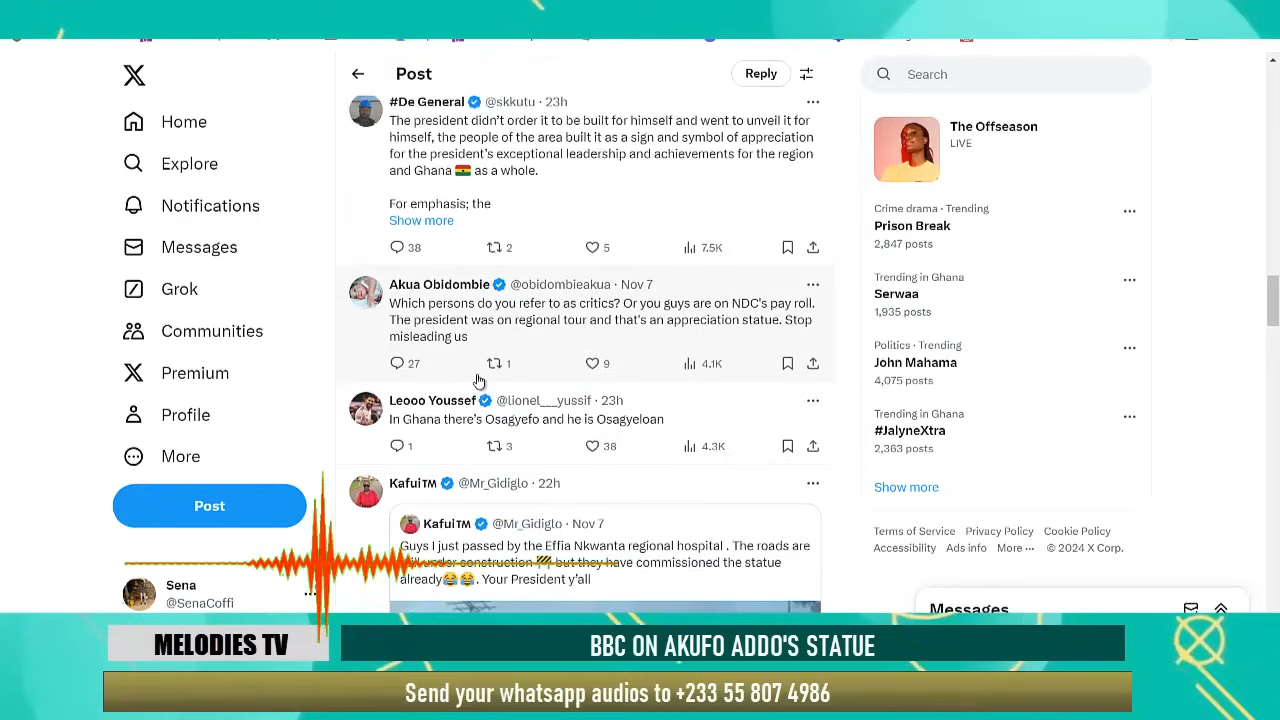 Post
Reply
Search
Home
Explore
Notifications
Messages
Grok
Communities
Premium
Profile
More
Post
Sena
@SenaCoffi
#De General @skkutu · 23h
The president didn't order it to be built for himself and went to unveil it for
himself, the people of the area built it as a sign and symbol of appreciation
for the president's exceptional leadership and achievements for the region
and Ghana 🇬🇭 as a whole.
For emphasis; the
Show more
38 2 5 7.5K
Akua Obidombie @obidombieakua · Nov 7
Which persons do you refer to as critics? Or you guys are on NDC's pay roll.
The president was on regional tour and that's an appreciation statue. Stop
misleading us
27 1 9 4.1K
Leooo Youssef @lionel___yussif · 23h
In Ghana there's Osagyefo and he is Osagyeloan
1 3 38 4.3K
Kafui™ @Mr_Gidiglo · 22h
Kafui™ @Mr_Gidiglo · Nov 7
Guys I just passed by the Effia Nkwanta regional hospital . The roads are
under construction 🚧 but they have commissioned the statue
already😂😂. Your President y'all
The Offseason
LIVE
Crime drama · Trending
Prison Break
2,847 posts
Trending in Ghana
Serwaa
1,935 posts
Politics · Trending
John Mahama
4,075 posts
Trending in Ghana
#JalyneXtra
2,363 posts
Show more
Terms of Service Privacy Policy Cookie Policy
Accessibility Ads info More ··· © 2024 X Corp.
Messages
MELODIES TV
BBC ON AKUFO ADDO'S STATUE
Send your whatsapp audios to +233 55 807 4986